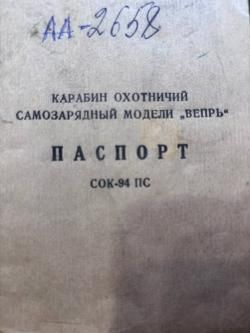 АА-2658
КАРАБИН ОХОТНИЧИЙ
САМОЗАРЯДНЫЙ МОДЕЛИ „ВЕПРЬ“
ПАСПОРТ
СОК-94 ПС